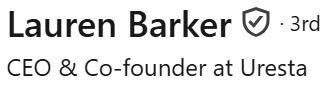 Lauren Barker · 3rd
CEO & Co-founder at Uresta